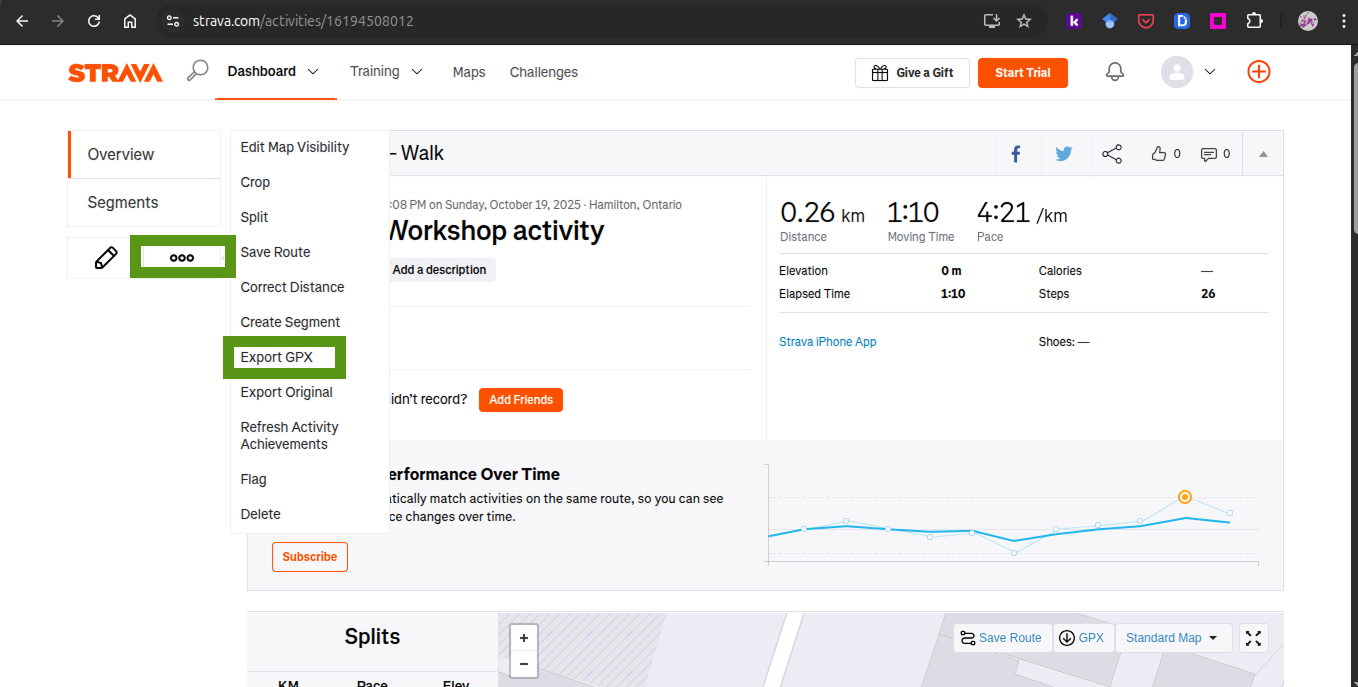 strava.com/activities/16194508012
STRAVA
Dashboard
Training
Maps
Challenges
Give a Gift
Start Trial
Overview
Segments
Edit Map Visibility
Crop
Split
Save Route
Correct Distance
Create Segment
Export GPX
Export Original
Refresh Activity
Achievements
Flag
Delete
– Walk
0
0
:08 PM on Sunday, October 19, 2025 · Hamilton, Ontario
Workshop activity
Add a description
0.26 km
Distance
1:10
Moving Time
4:21 /km
Pace
Elevation 0 m Calories —
Elapsed Time 1:10 Steps 26
Strava iPhone App
Shoes: —
idn't record?
Add Friends
erformance Over Time
atically match activities on the same route, so you can see
ce changes over time.
Subscribe
Splits
KM Pace Elev
+
−
Save Route
GPX
Standard Map